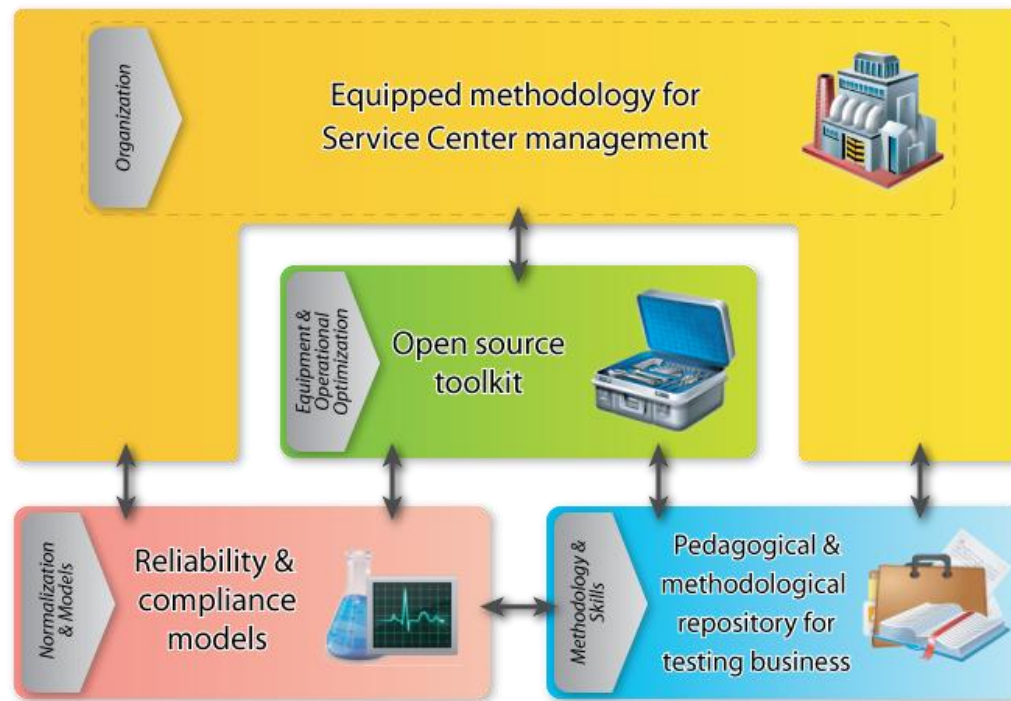 Organization
Equipped methodology for
Service Center management
Equipment &
Operational
Optimization
Open source
toolkit
Normalization
& Models
Reliability &
compliance
models
Methodology &
Skills
Pedagogical &
methodological
repository for
testing business